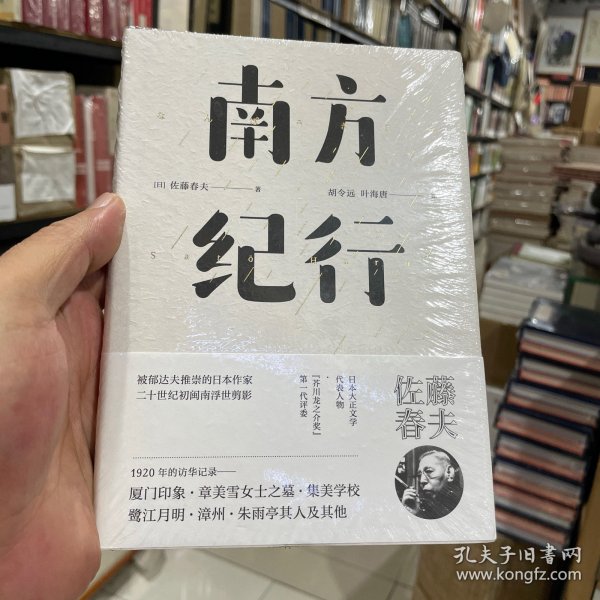 南方
[日] 佐藤春夫 —— 著
胡令远 叶海唐 ——
纪行
被郁达夫推崇的日本作家
二十世纪初闽南浮世剪影
日本大正文学
代表人物
·
「芥川龙之介奖」
第一代评委
佐藤
春夫
1920 年的访华记录——
厦门印象·章美雪女士之墓·集美学校
鹭江月明·漳州·朱雨亭其人及其他
孔夫子旧书网
www.kongfz.com